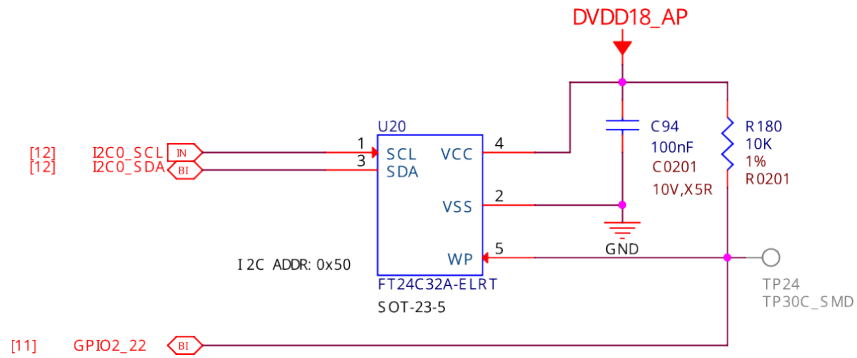 DVDD18_AP
U20
C94
100nF
C0201
10V,X5R
R180
10K
1%
R0201
[12] I2C0_SCL IN 1 SCL VCC 4
[12] I2C0_SDA BI 3 SDA
VSS 2
GND
WP 5
I2C ADDR: 0x50
FT24C32A-ELRT
SOT-23-5
TP24
TP30C_SMD
[11] GPIO2_22 BI